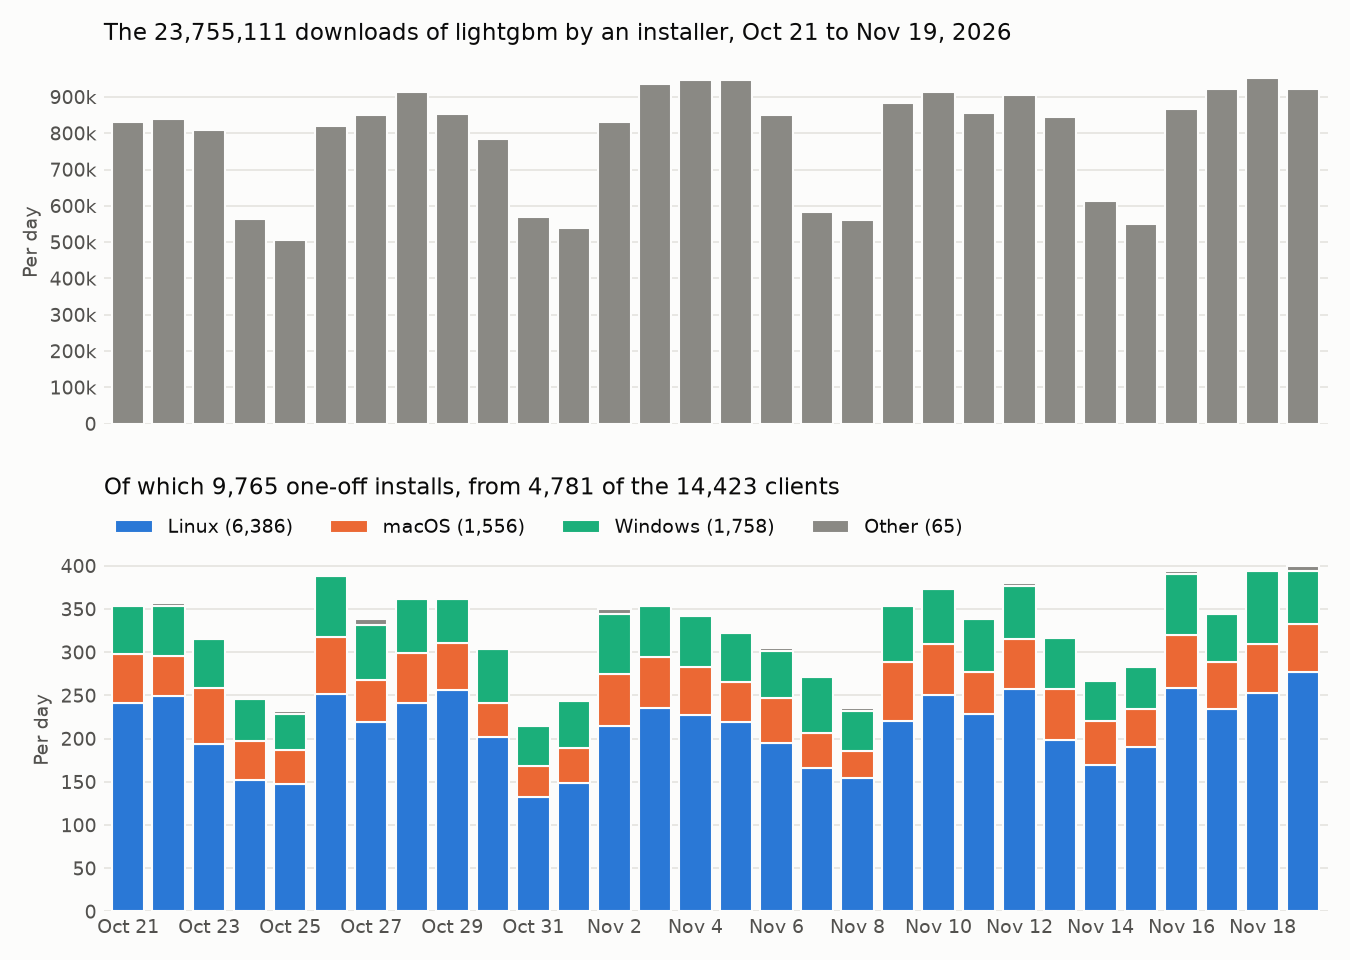 The 23,755,111 downloads of lightgbm by an installer, Oct 21 to Nov 19, 2026
Per day
900k
800k
700k
600k
500k
400k
300k
200k
100k
0
Of which 9,765 one-off installs, from 4,781 of the 14,423 clients
Linux (6,386) macOS (1,556) Windows (1,758) Other (65)
Per day
400
350
300
250
200
150
100
50
0
Oct 21 Oct 23 Oct 25 Oct 27 Oct 29 Oct 31 Nov 2 Nov 4 Nov 6 Nov 8 Nov 10 Nov 12 Nov 14 Nov 16 Nov 18